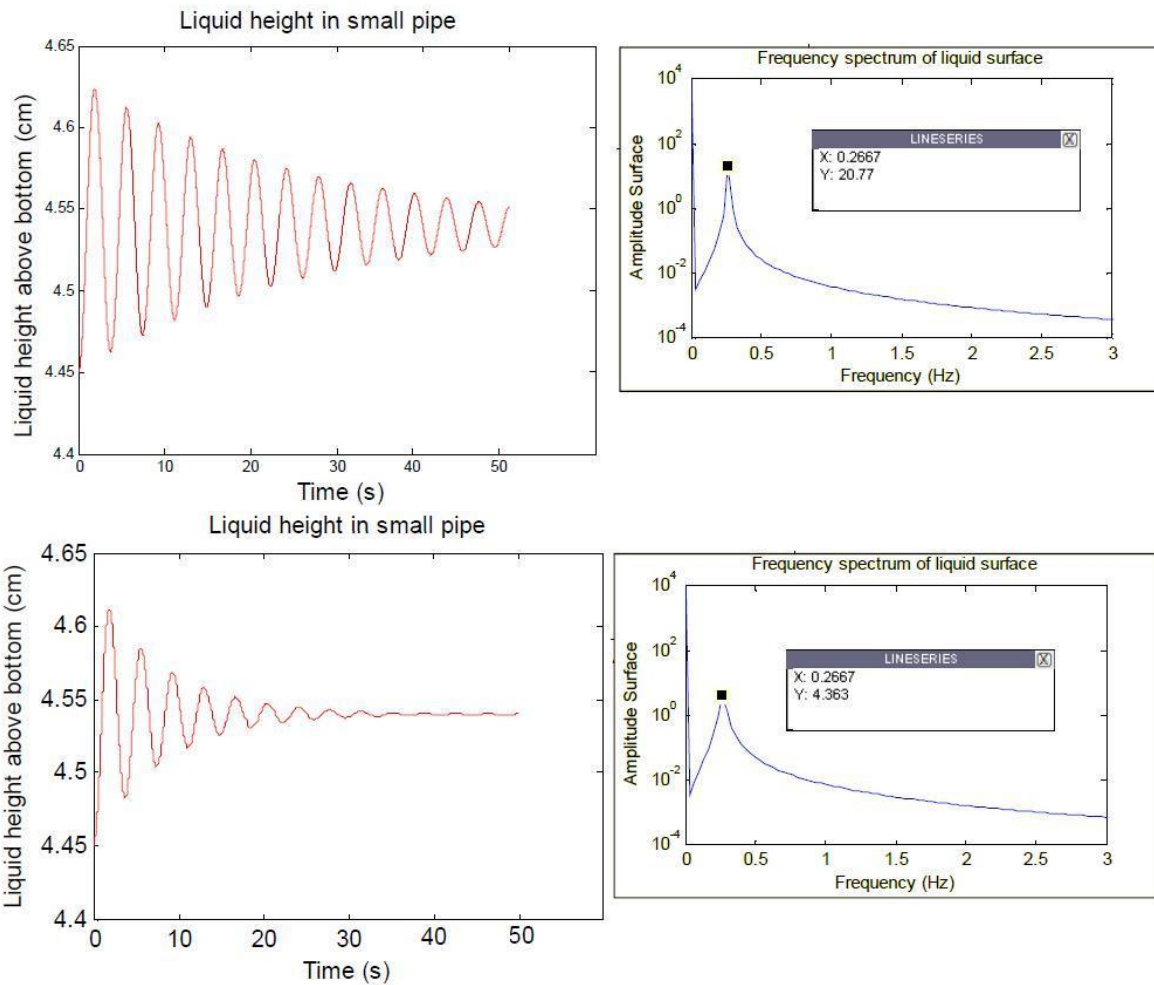 Liquid height in small pipe
Liquid height above bottom (cm)
4.65
4.6
4.55
4.5
4.45
4.4
0 10 20 30 40 50
Time (s)
Frequency spectrum of liquid surface
Amplitude Surface
10^4
10^2
10^0
10^-2
10^-4
LINESERIES X
X: 0.2667
Y: 20.77
0 0.5 1 1.5 2 2.5 3
Frequency (Hz)
Liquid height in small pipe
Liquid height above bottom (cm)
4.65
4.6
4.55
4.5
4.45
4.4
0 10 20 30 40 50
Time (s)
Frequency spectrum of liquid surface
Amplitude Surface
10^4
10^2
10^0
10^-2
10^-4
LINESERIES X
X: 0.2667
Y: 4.363
0 0.5 1 1.5 2 2.5 3
Frequency (Hz)